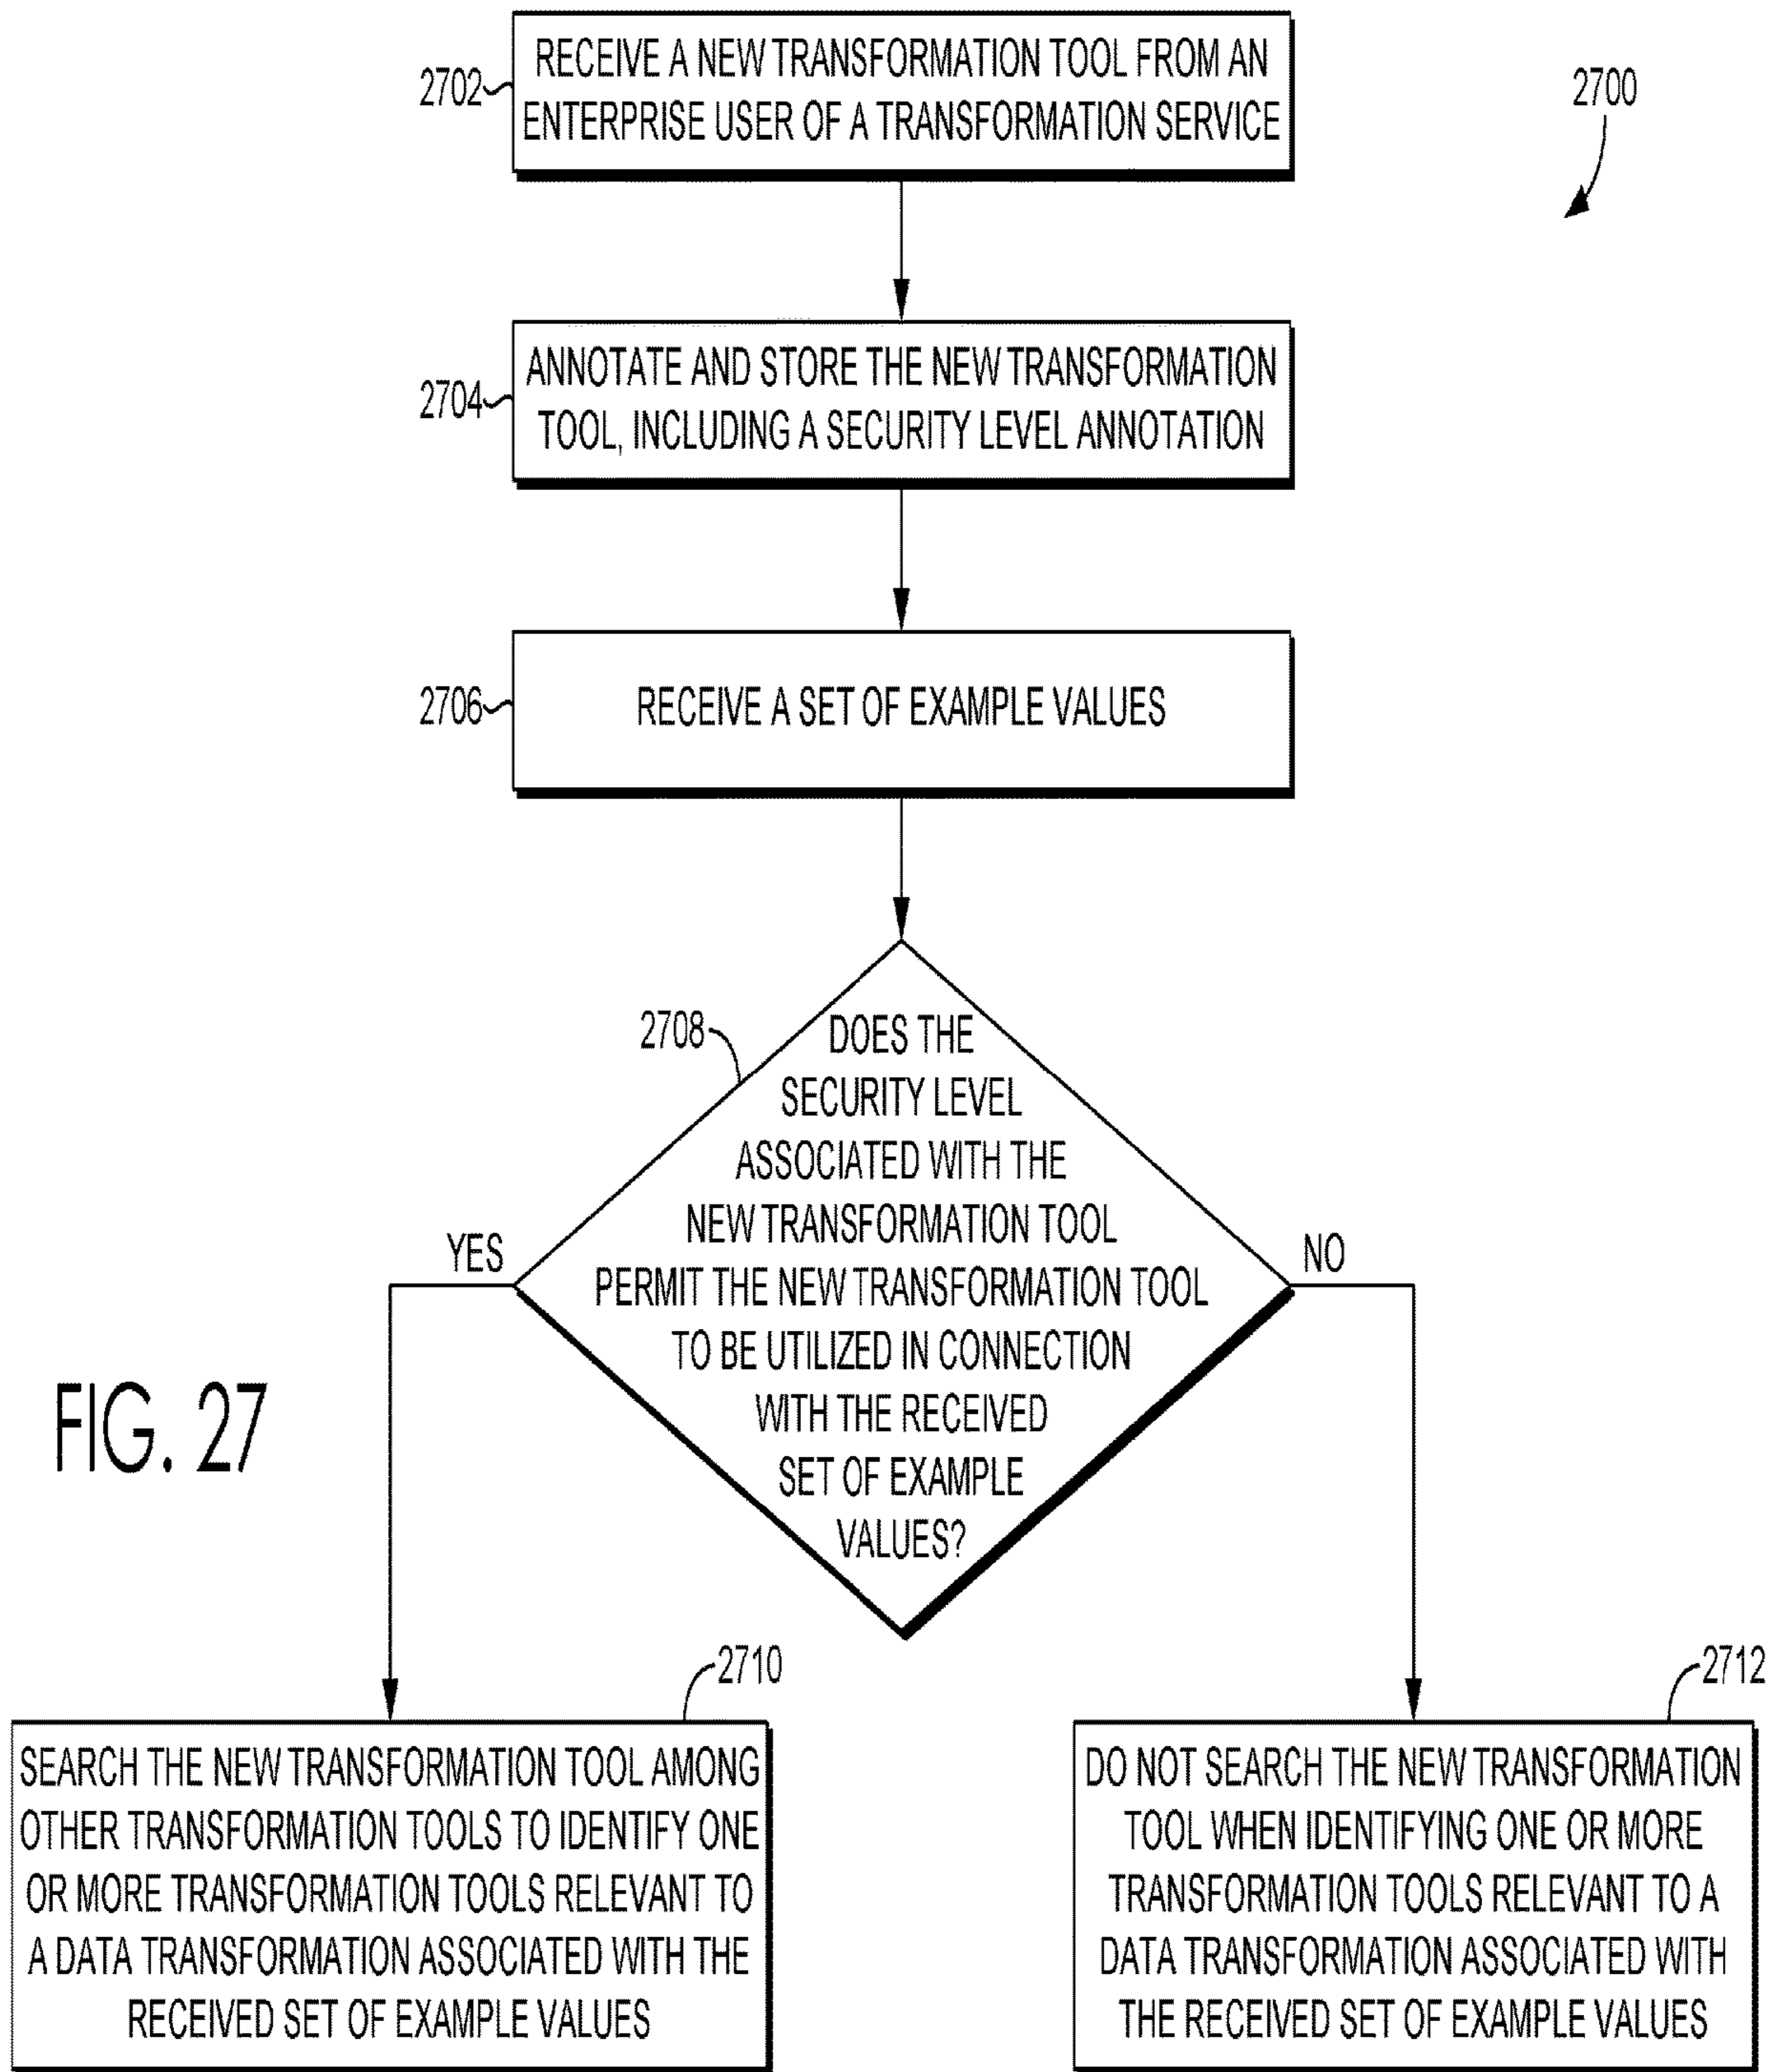 2700
2702
RECEIVE A NEW TRANSFORMATION TOOL FROM AN
ENTERPRISE USER OF A TRANSFORMATION SERVICE
2704
ANNOTATE AND STORE THE NEW TRANSFORMATION
TOOL, INCLUDING A SECURITY LEVEL ANNOTATION
2706
RECEIVE A SET OF EXAMPLE VALUES
2708
DOES THE
SECURITY LEVEL
ASSOCIATED WITH THE
NEW TRANSFORMATION TOOL
PERMIT THE NEW TRANSFORMATION TOOL
TO BE UTILIZED IN CONNECTION
WITH THE RECEIVED
SET OF EXAMPLE
VALUES?
YES
NO
FIG. 27
2710
SEARCH THE NEW TRANSFORMATION TOOL AMONG
OTHER TRANSFORMATION TOOLS TO IDENTIFY ONE
OR MORE TRANSFORMATION TOOLS RELEVANT TO
A DATA TRANSFORMATION ASSOCIATED WITH THE
RECEIVED SET OF EXAMPLE VALUES
2712
DO NOT SEARCH THE NEW TRANSFORMATION
TOOL WHEN IDENTIFYING ONE OR MORE
TRANSFORMATION TOOLS RELEVANT TO A
DATA TRANSFORMATION ASSOCIATED WITH
THE RECEIVED SET OF EXAMPLE VALUES